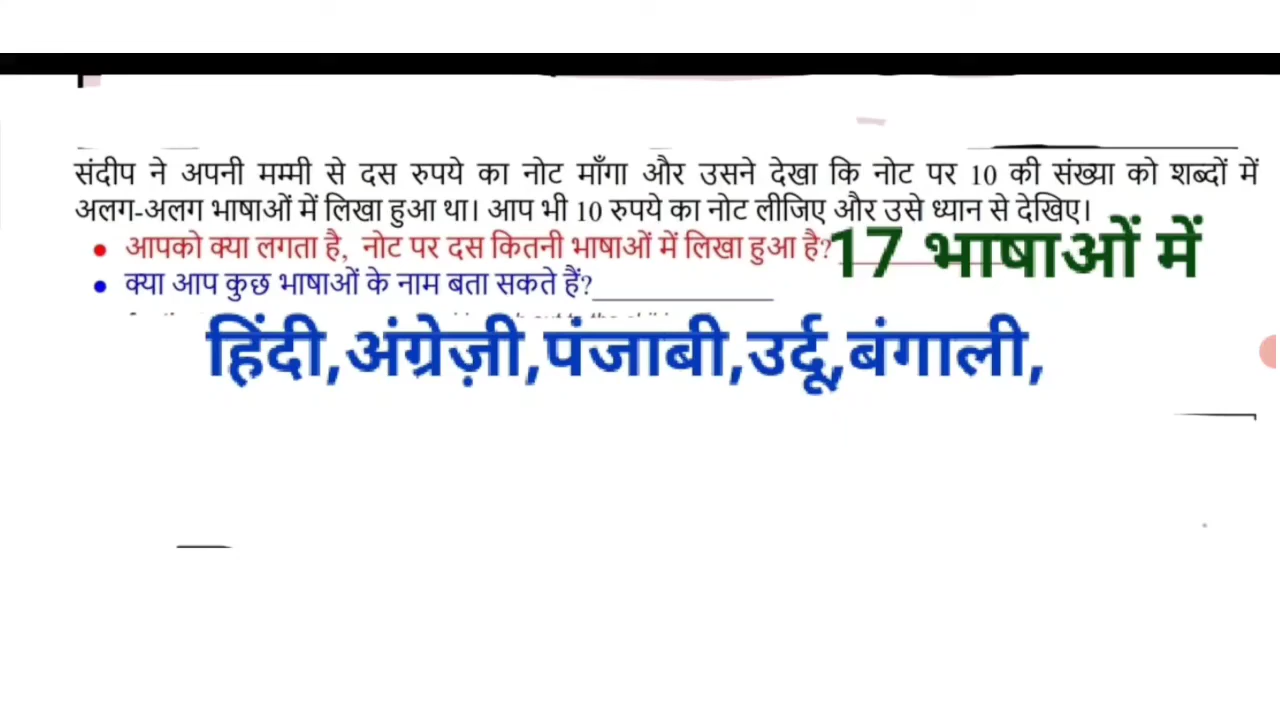 संदीप ने अपनी मम्मी से दस रुपये का नोट माँगा और उसने देखा कि नोट पर 10 की संख्या को शब्दों में
अलग-अलग भाषाओं में लिखा हुआ था। आप भी 10 रुपये का नोट लीजिए और उसे ध्यान से देखिए।
• आपको क्या लगता है, नोट पर दस कितनी भाषाओं में लिखा हुआ है? 17 भाषाओं में
• क्या आप कुछ भाषाओं के नाम बता सकते हैं?____________
हिंदी,अंग्रेज़ी,पंजाबी,उर्दू,बंगाली,